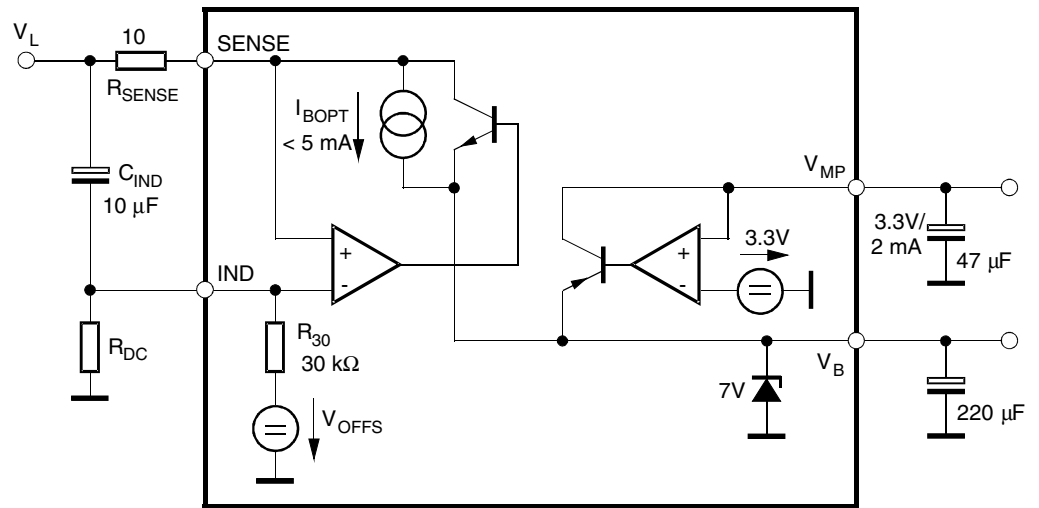 V_L
10
R_SENSE
SENSE
I_BOPT
< 5 mA
C_IND
10 µF
V_MP
3.3V/
2 mA
47 µF
3.3V
+
-
+
-
IND
R_DC
R_30
30 kΩ
V_OFFS
7V
V_B
220 µF